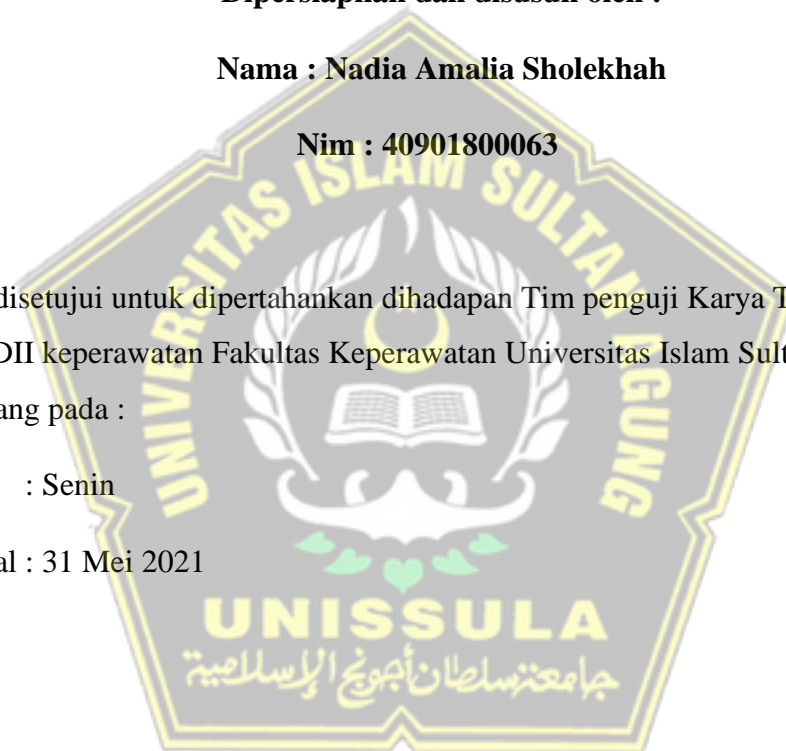 Dipersiapkan dan disusun oleh :
Nama : Nadia Amalia Sholekhah
Nim : 40901800063
disetujui untuk dipertahankan dihadapan Tim penguji Karya T
DII keperawatan Fakultas Keperawatan Universitas Islam Sult
ang pada :
: Senin
al : 31 Mei 2021
UNIVERSITAS ISLAM SULTAN AGUNG
UNISSULA
جامعة سلطان أجونج الإسلامية